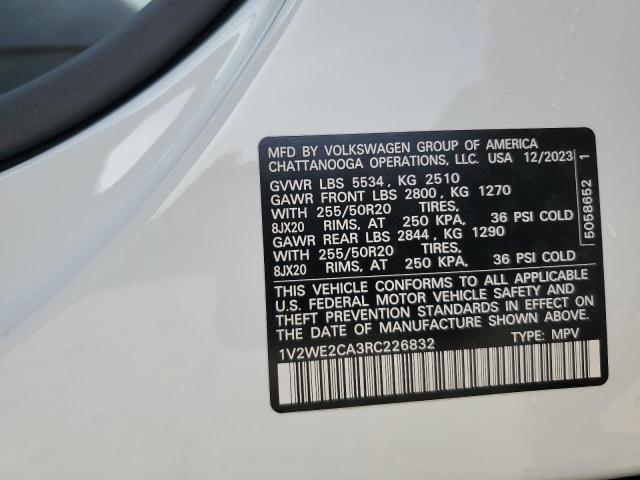 MFD BY VOLKSWAGEN GROUP OF AMERICA
CHATTANOOGA OPERATIONS, LLC. USA 12/2023
GVWR LBS 5534, KG 2510
GAWR FRONT LBS 2800, KG 1270
WITH 255/50R20 TIRES,
8JX20 RIMS, AT 250 KPA, 36 PSI COLD
GAWR REAR LBS 2844, KG 1290
WITH 255/50R20 TIRES,
8JX20 RIMS, AT 250 KPA, 36 PSI COLD
THIS VEHICLE CONFORMS TO ALL APPLICABLE
U.S. FEDERAL MOTOR VEHICLE SAFETY AND
THEFT PREVENTION STANDARDS IN EFFECT ON
THE DATE OF MANUFACTURE SHOWN ABOVE.
1V2WE2CA3RC226832 TYPE: MPV
5058652 1